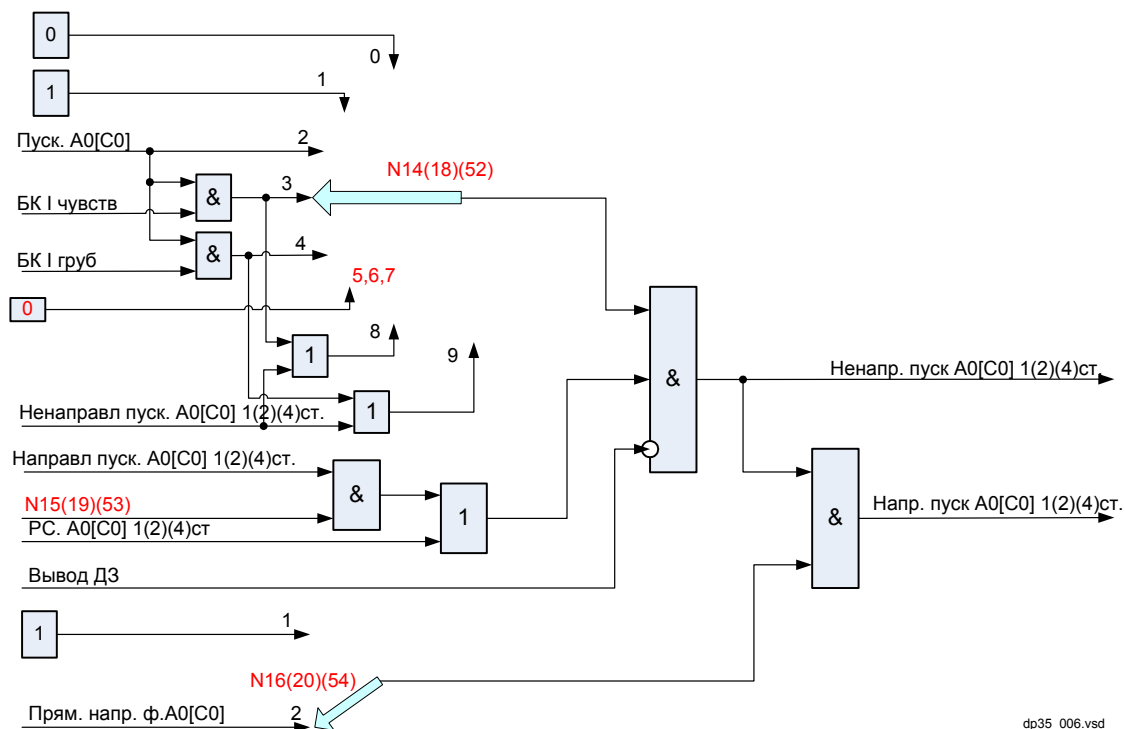 0
0
1
1
Пуск. А0[С0]
2
N14(18)(52)
3
&
БК I чувств
4
&
БК I груб
5,6,7
0
8
1
9
Ненапр. пуск А0[С0] 1(2)(4)ст.
&
1
Ненаправл пуск. А0[С0] 1(2)(4)ст.
Направл пуск. А0[С0] 1(2)(4)ст.
&
N15(19)(53)
РС. А0[С0] 1(2)(4)ст
1
Напр. пуск А0[С0] 1(2)(4)ст.
&
Вывод ДЗ
1
1
N16(20)(54)
Прям. напр. ф.А0[С0]
2
dp35_006.vsd